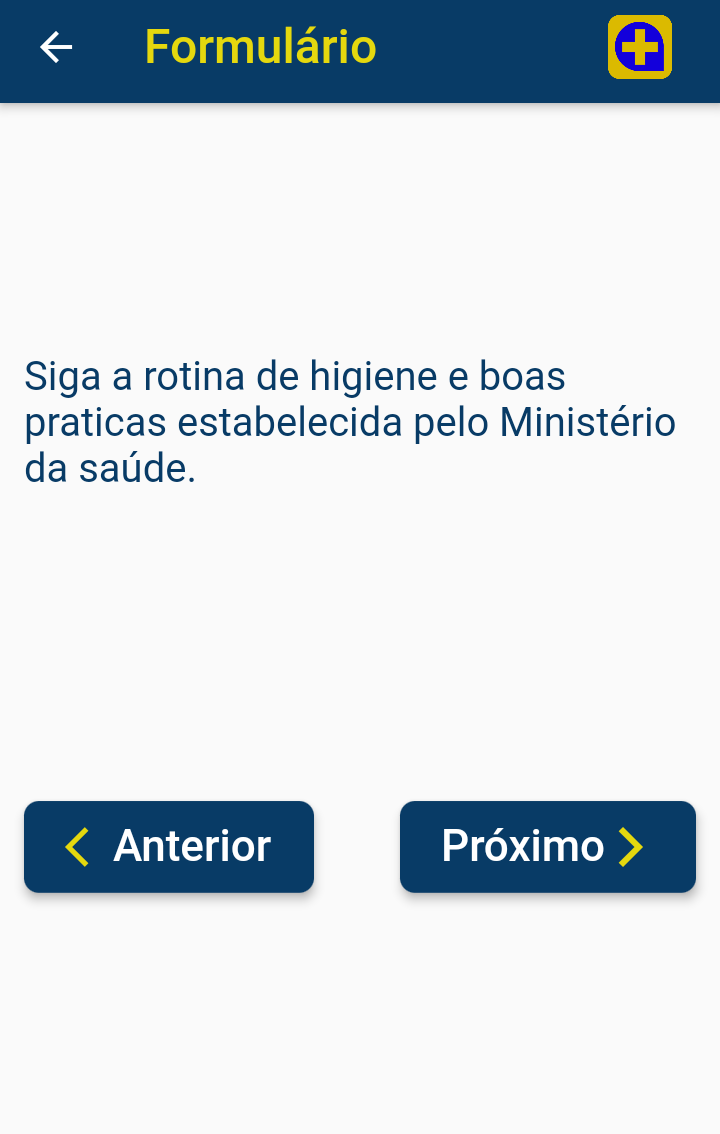 Formulário
Siga a rotina de higiene e boas
praticas estabelecida pelo Ministério
da saúde.
Anterior
Próximo